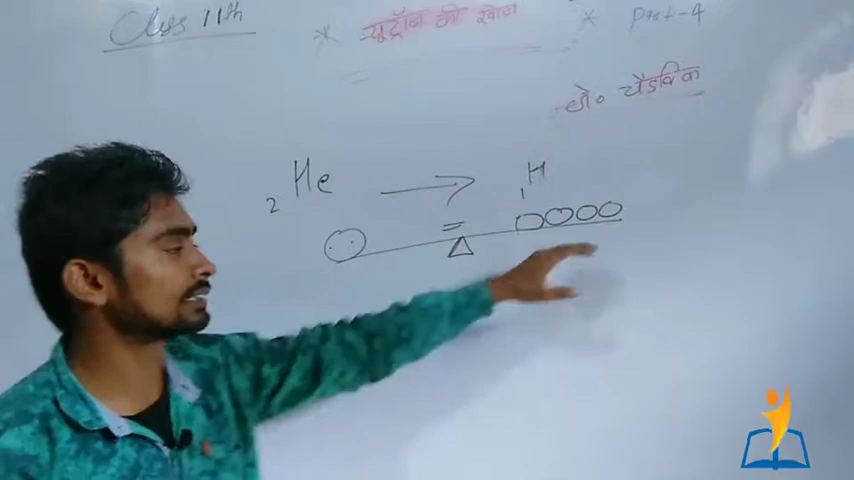 Class 11th * न्यूट्रॉन की खोज * Part-4
प्रो० चैडविक
₂He → ₁H
=